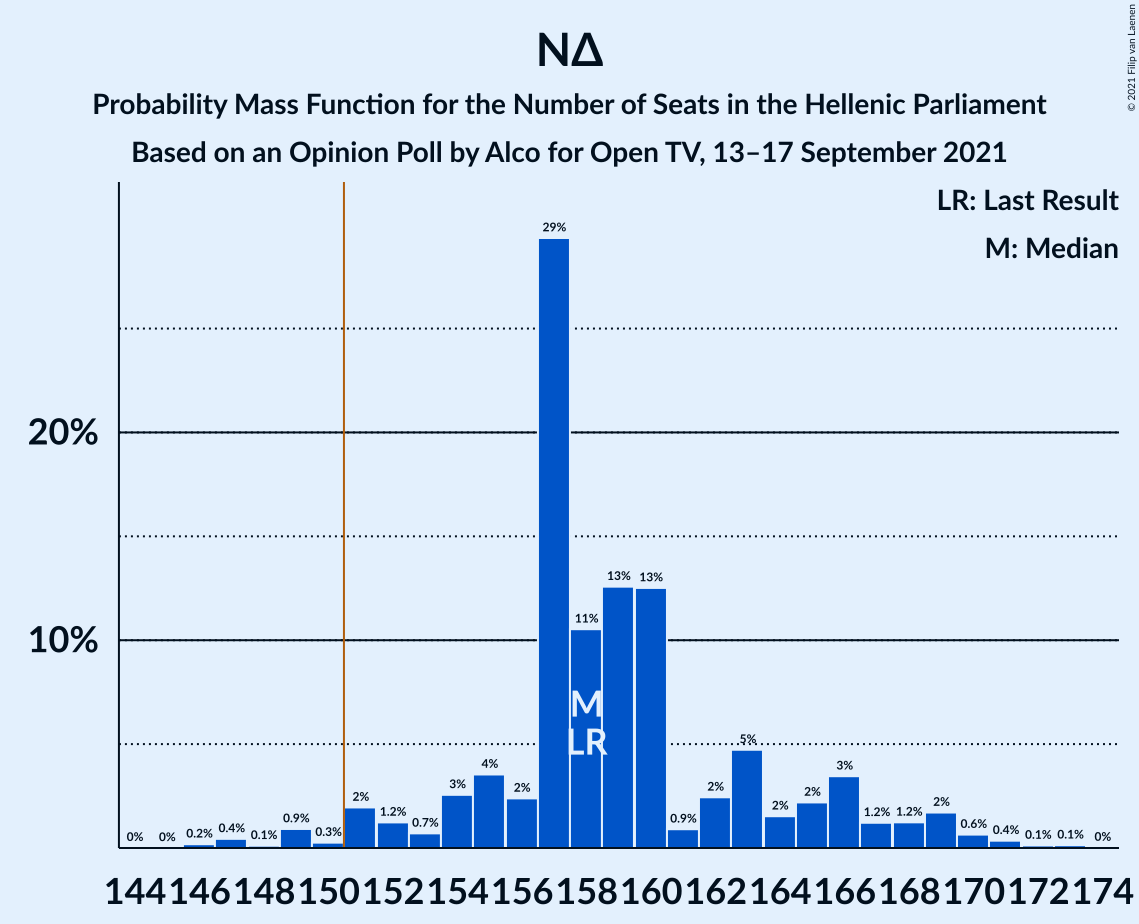 ΝΔ
Probability Mass Function for the Number of Seats in the Hellenic Parliament
Based on an Opinion Poll by Alco for Open TV, 13–17 September 2021
© 2021 Filip van Laenen
LR: Last Result
M: Median
20%
10%
0% 0% 0.2% 0.4% 0.1% 0.9% 0.3% 2% 1.2% 0.7% 3% 4% 2% 29% 11% 13% 13% 0.9% 2% 5% 2% 2% 3% 1.2% 1.2% 2% 0.6% 0.4% 0.1% 0.1% 0%
M
LR
144 146 148 150 152 154 156 158 160 162 164 166 168 170 172 174